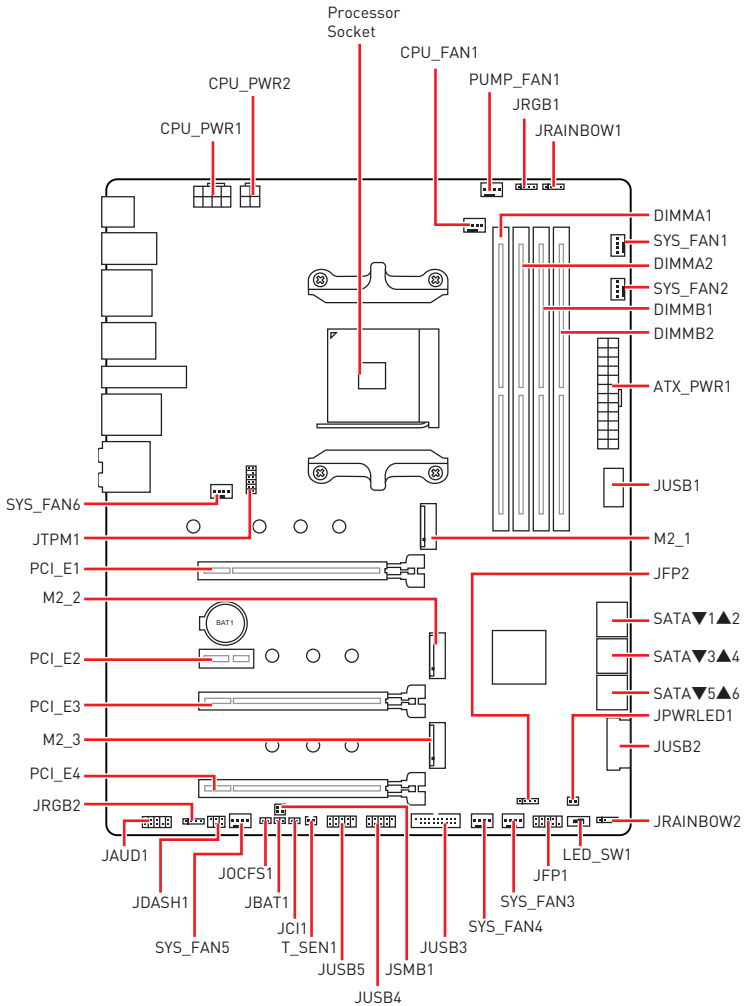 Processor
Socket
CPU_FAN1
PUMP_FAN1
CPU_PWR2
JRGB1
CPU_PWR1
JRAINBOW1
DIMMA1
SYS_FAN1
DIMMA2
SYS_FAN2
DIMMB1
DIMMB2
ATX_PWR1
JUSB1
SYS_FAN6
JTPM1
M2_1
PCI_E1
JFP2
M2_2
BAT1
SATA▼1▲2
PCI_E2
SATA▼3▲4
SATA▼5▲6
PCI_E3
JPWRLED1
M2_3
JUSB2
PCI_E4
JRGB2
JRAINBOW2
JAUD1
JOCFS1
LED_SW1
JDASH1
JBAT1
JFP1
JCI1
SYS_FAN3
SYS_FAN5
T_SEN1
JUSB3
SYS_FAN4
JUSB5
JSMB1
JUSB4